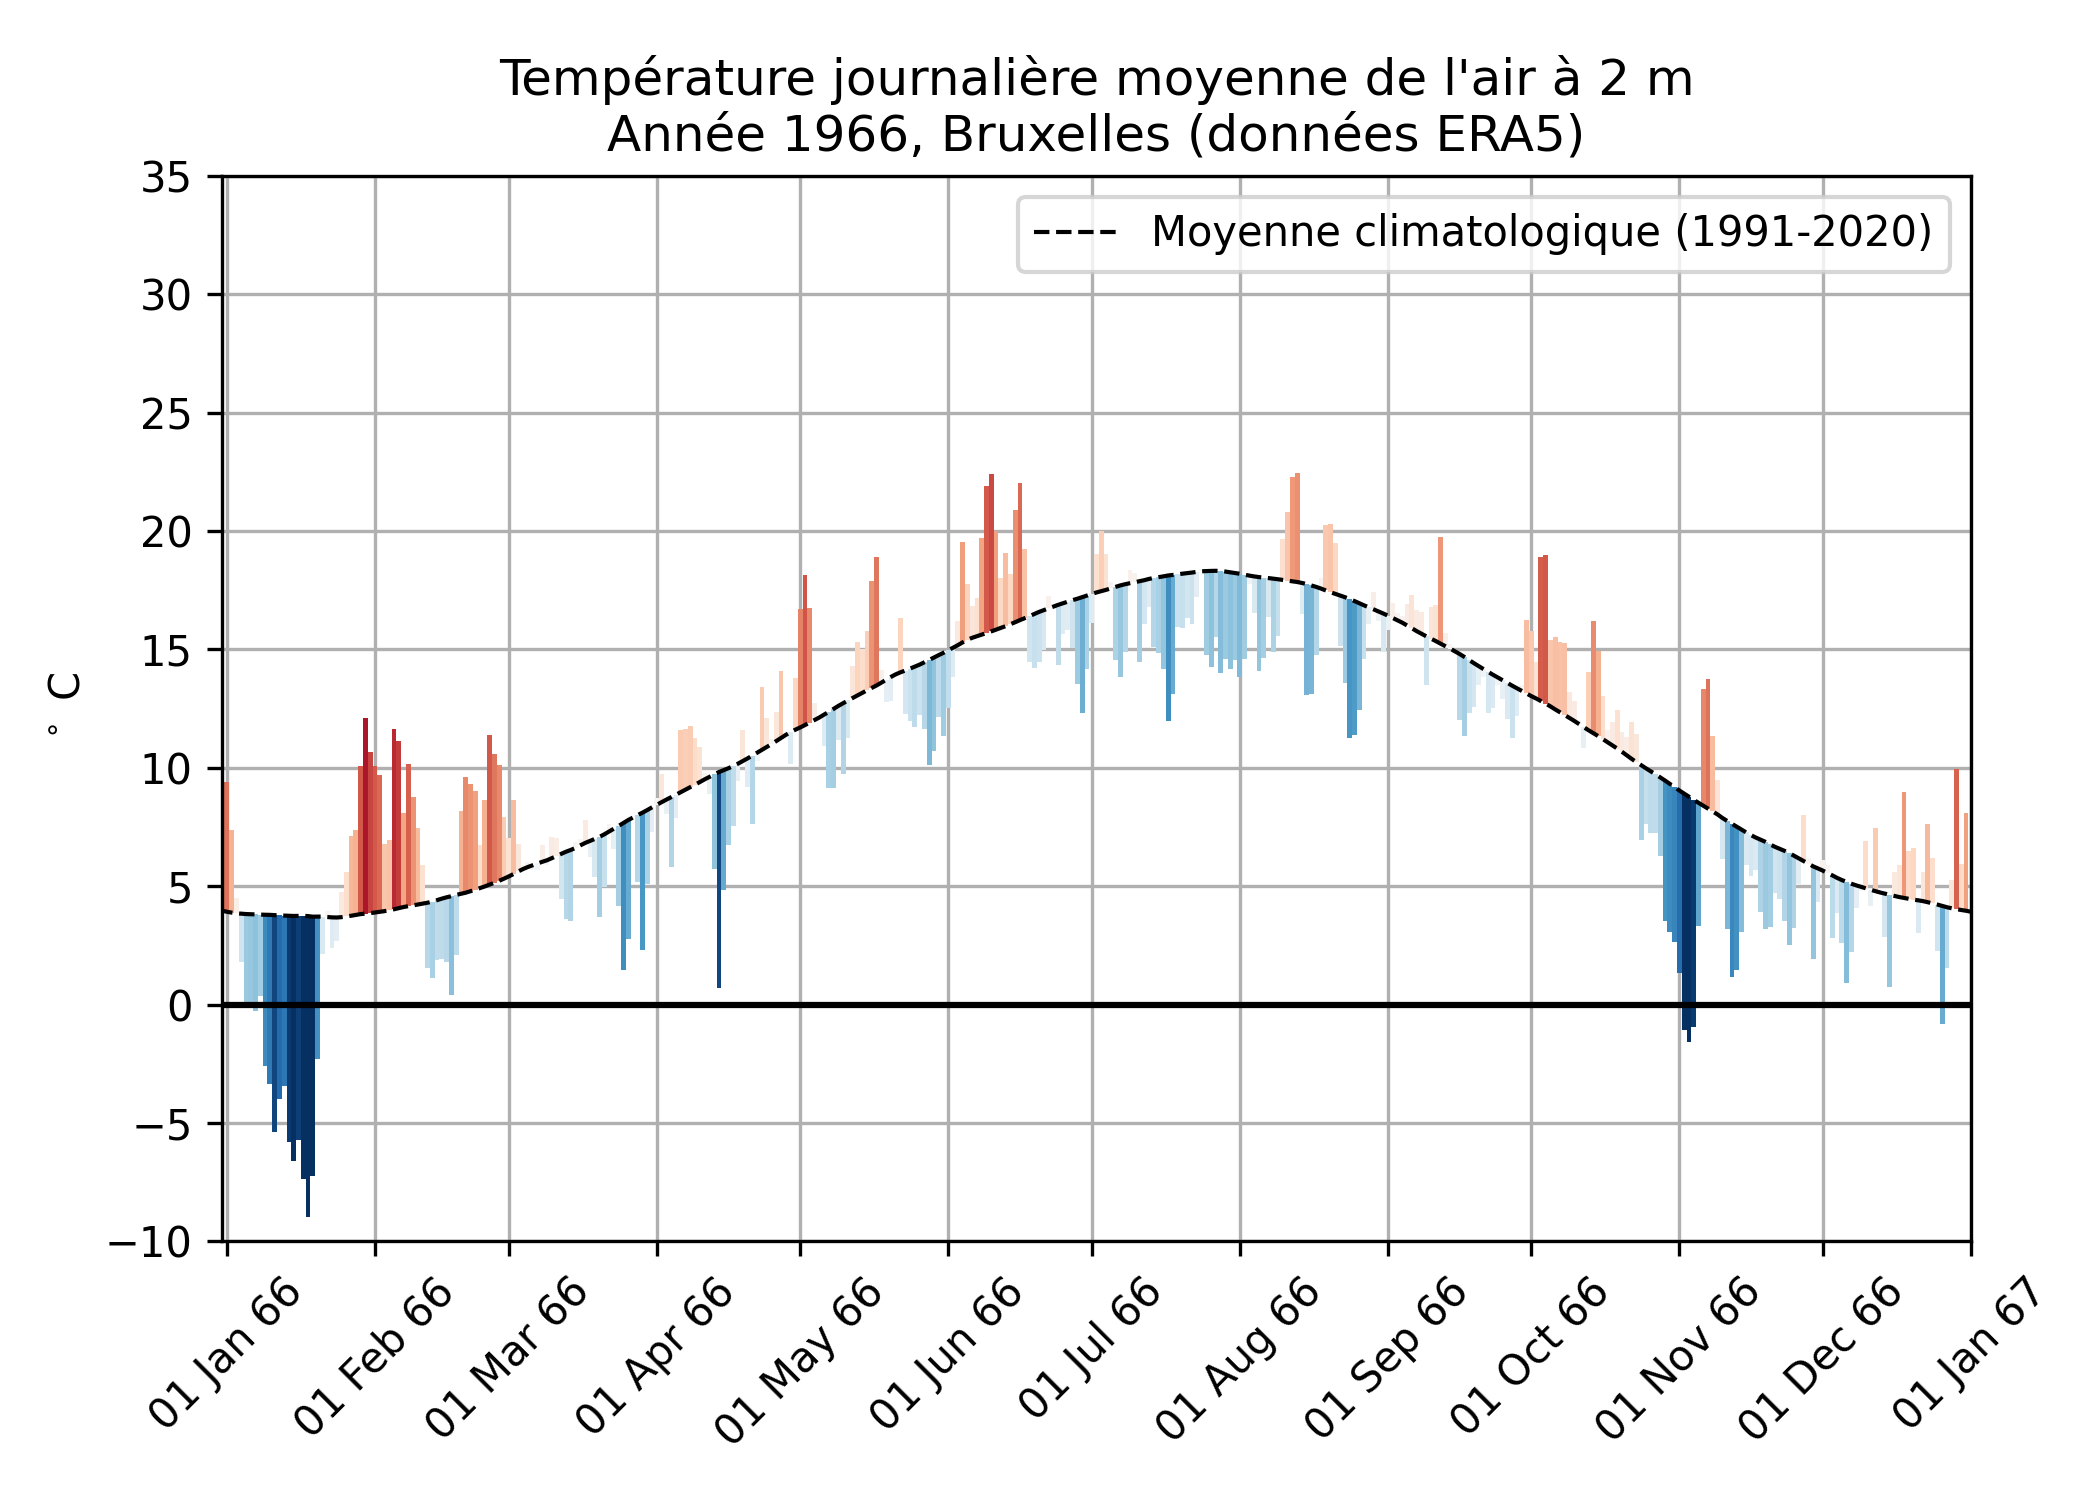 Température journalière moyenne de l'air à 2 m
Année 1966, Bruxelles (données ERA5)
Moyenne climatologique (1991-2020)
° C
35
30
25
20
15
10
5
0
−5
−10
01 Jan 66
01 Feb 66
01 Mar 66
01 Apr 66
01 May 66
01 Jun 66
01 Jul 66
01 Aug 66
01 Sep 66
01 Oct 66
01 Nov 66
01 Dec 66
01 Jan 67